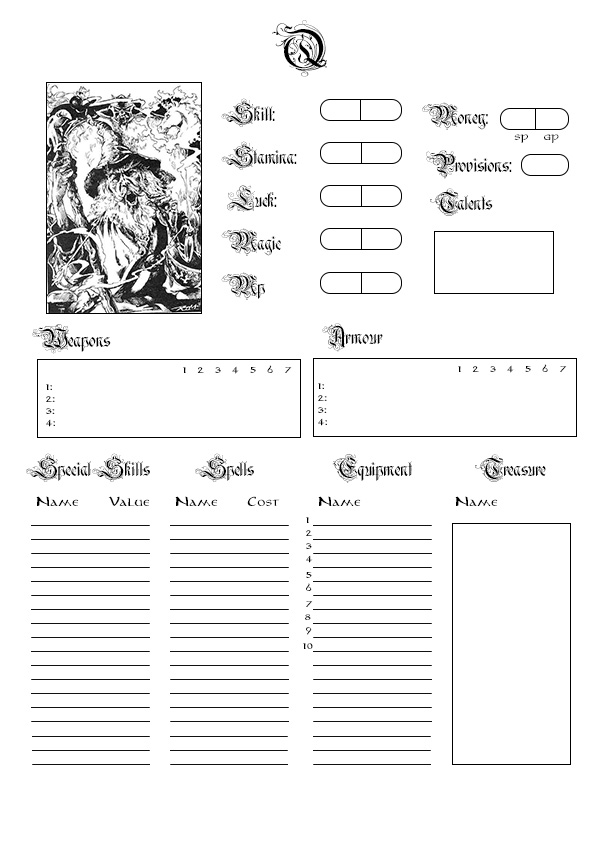 Q
Skill:
Stamina:
Luck:
Magic
Mp
Money:
sp ap
Provisions:
Talents
Weapons
1 2 3 4 5 6 7
1:
2:
3:
4:
Armour
1 2 3 4 5 6 7
1:
2:
3:
4:
Special Skills
Name Value
Spells
Name Cost
Equipment
Name
1
2
3
4
5
6
7
8
9
10
Treasure
Name